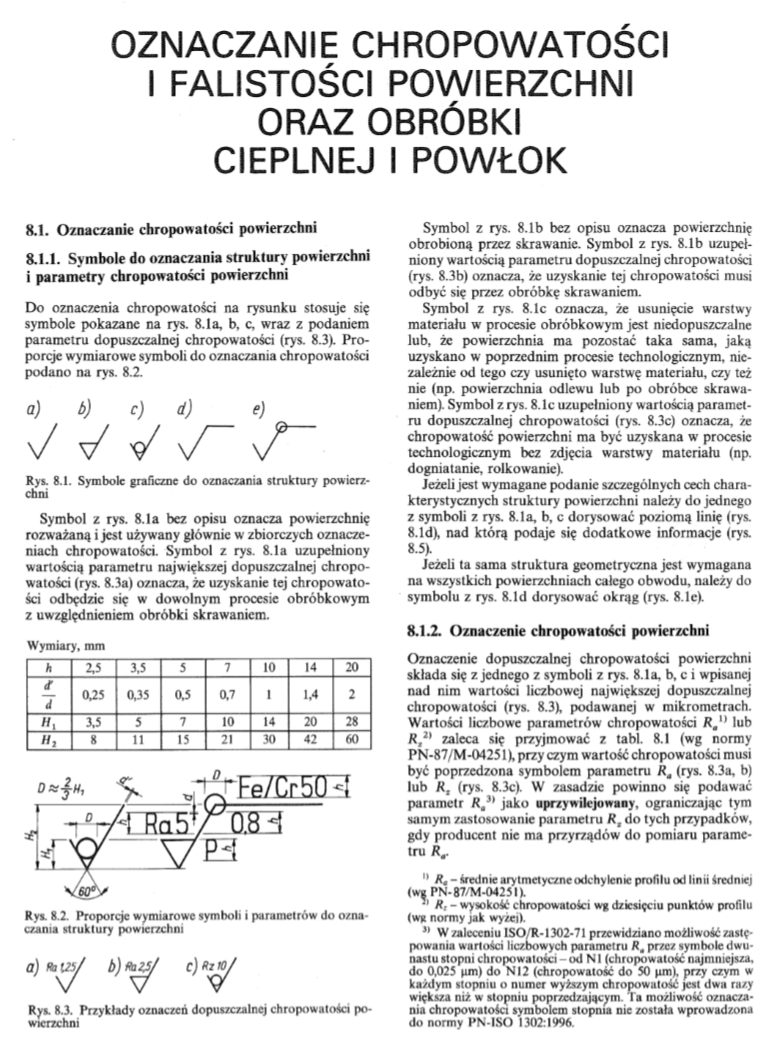 OZNACZANIE CHROPOWATOŚCI
I FALISTOŚCI POWIERZCHNI
ORAZ OBRÓBKI
CIEPLNEJ I POWŁOK
8.1. Oznaczanie chropowatości powierzchni
8.1.1. Symbole do oznaczania struktury powierzchni
i parametry chropowatości powierzchni
Do oznaczenia chropowatości na rysunku stosuje się
symbole pokazane na rys. 8.1a, b, c, wraz z podaniem
parametru dopuszczalnej chropowatości (rys. 8.3). Pro-
porcje wymiarowe symboli do oznaczania chropowatości
podano na rys. 8.2.
a) b) c) d) e)
Rys. 8.1. Symbole graficzne do oznaczania struktury powierz-
chni
Symbol z rys. 8.1a bez opisu oznacza powierzchnię
rozważaną i jest używany głównie w zbiorczych oznacze-
niach chropowatości. Symbol z rys. 8.1a uzupełniony
wartością parametru największej dopuszczalnej chropo-
watości (rys. 8.3a) oznacza, że uzyskanie tej chropowato-
ści odbędzie się w dowolnym procesie obróbkowym
z uwzględnieniem obróbki skrawaniem.
Wymiary, mm
h 2,5 3,5 5 7 10 14 20
d' d 0,25 0,35 0,5 0,7 1 1,4 2
H₁ 3,5 5 7 10 14 20 28
H₂ 8 11 15 21 30 42 60
D≈⅔H₁ d' D Fe/Cr50 h
d
D h Ra5 0,8 h
H₂ H₁ P h
60°
Rys. 8.2. Proporcje wymiarowe symboli i parametrów do ozna-
czania struktury powierzchni
a) Ra 1,25 b) Ra 2,5 c) Rz 10
Rys. 8.3. Przykłady oznaczeń dopuszczalnej chropowatości po-
wierzchni
Symbol z rys. 8.1b bez opisu oznacza powierzchnię
obrobioną przez skrawanie. Symbol z rys. 8.1b uzupeł-
niony wartością parametru dopuszczalnej chropowatości
(rys. 8.3b) oznacza, że uzyskanie tej chropowatości musi
odbyć się przez obróbkę skrawaniem.
Symbol z rys. 8.1c oznacza, że usunięcie warstwy
materiału w procesie obróbkowym jest niedopuszczalne
lub, że powierzchnia ma pozostać taka sama, jaką
uzyskano w poprzednim procesie technologicznym, nie-
zależnie od tego czy usunięto warstwę materiału, czy też
nie (np. powierzchnia odlewu lub po obróbce skrawa-
niem). Symbol z rys. 8.1c uzupełniony wartością paramet-
ru dopuszczalnej chropowatości (rys. 8.3c) oznacza, że
chropowatość powierzchni ma być uzyskana w procesie
technologicznym bez zdjęcia warstwy materiału (np.
dogniatanie, rolkowanie).
Jeżeli jest wymagane podanie szczególnych cech chara-
kterystycznych struktury powierzchni należy do jednego
z symboli z rys. 8.1a, b, c dorysować poziomą linię (rys.
8.1d), nad którą podaje się dodatkowe informacje (rys.
8.5).
Jeżeli ta sama struktura geometryczna jest wymagana
na wszystkich powierzchniach całego obwodu, należy do
symbolu z rys. 8.1d dorysować okrąg (rys. 8.1e).
8.1.2. Oznaczenie chropowatości powierzchni
Oznaczenie dopuszczalnej chropowatości powierzchni
składa się z jednego z symboli z rys. 8.1a, b, c i wpisanej
nad nim wartości liczbowej największej dopuszczalnej
chropowatości (rys. 8.3), podawanej w mikrometrach.
Wartości liczbowe parametrów chropowatości Rₐ¹⁾ lub
R_z²⁾ zaleca się przyjmować z tabl. 8.1 (wg normy
PN-87/M-04251), przy czym wartość chropowatości musi
być poprzedzona symbolem parametru Rₐ (rys. 8.3a, b)
lub R_z (rys. 8.3c). W zasadzie powinno się podawać
parametr Rₐ³⁾ jako uprzywilejowany, ograniczając tym
samym zastosowanie parametru R_z do tych przypadków,
gdy producent nie ma przyrządów do pomiaru parame-
tru Rₐ.
¹⁾ Rₐ – średnie arytmetyczne odchylenie profilu od linii średniej
(wg PN-87/M-04251).
²⁾ R_z – wysokość chropowatości wg dziesięciu punktów profilu
(wg normy jak wyżej).
³⁾ W zaleceniu ISO/R-1302-71 przewidziano możliwość zastę-
powania wartości liczbowych parametru Rₐ przez symbole dwu-
nastu stopni chropowatości – od N1 (chropowatość najmniejsza,
do 0,025 μm) do N12 (chropowatość do 50 μm), przy czym w
każdym stopniu o numer wyższym chropowatość jest dwa razy
większa niż w stopniu poprzedzającym. Ta możliwość oznacza-
nia chropowatości symbolem stopnia nie została wprowadzona
do normy PN-ISO 1302:1996.